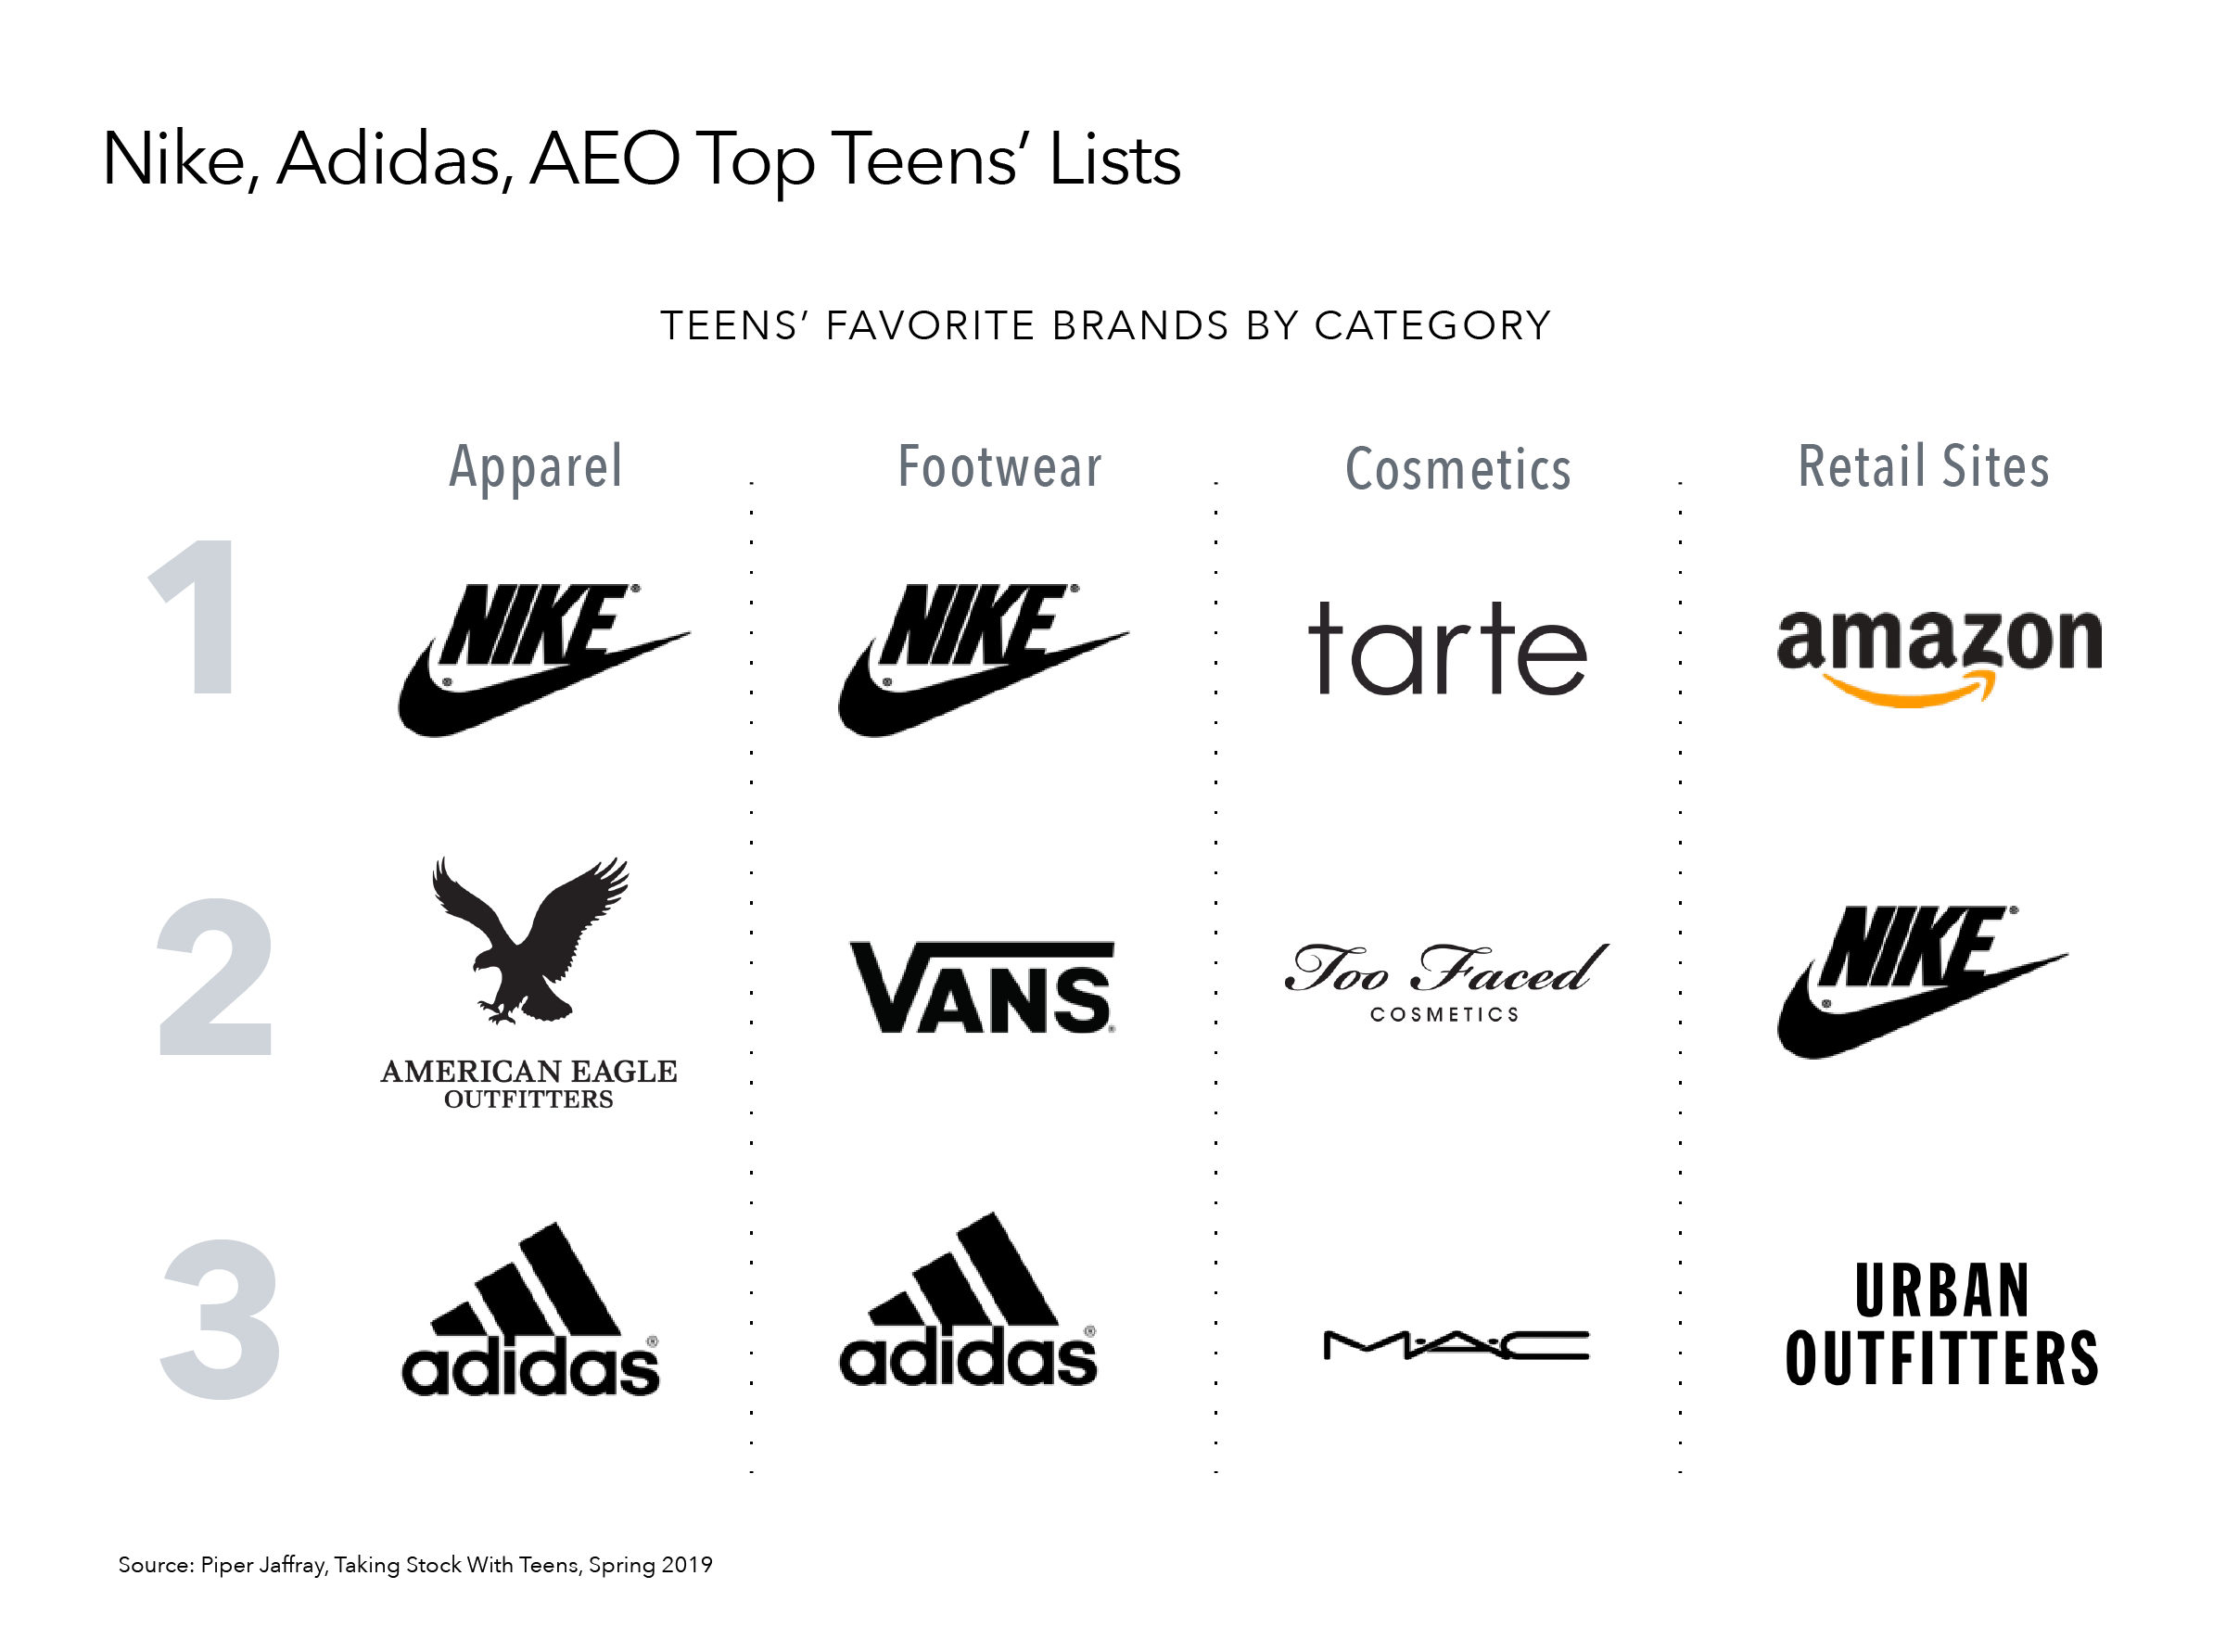 Nike, Adidas, AEO Top Teens’ Lists
TEENS’ FAVORITE BRANDS BY CATEGORY
Apparel Footwear Cosmetics Retail Sites
1 NIKE NIKE tarte amazon
2 AMERICAN EAGLE OUTFITTERS VANS Too Faced COSMETICS NIKE
3 adidas adidas M·A·C URBAN OUTFITTERS
Source: Piper Jaffray, Taking Stock With Teens, Spring 2019